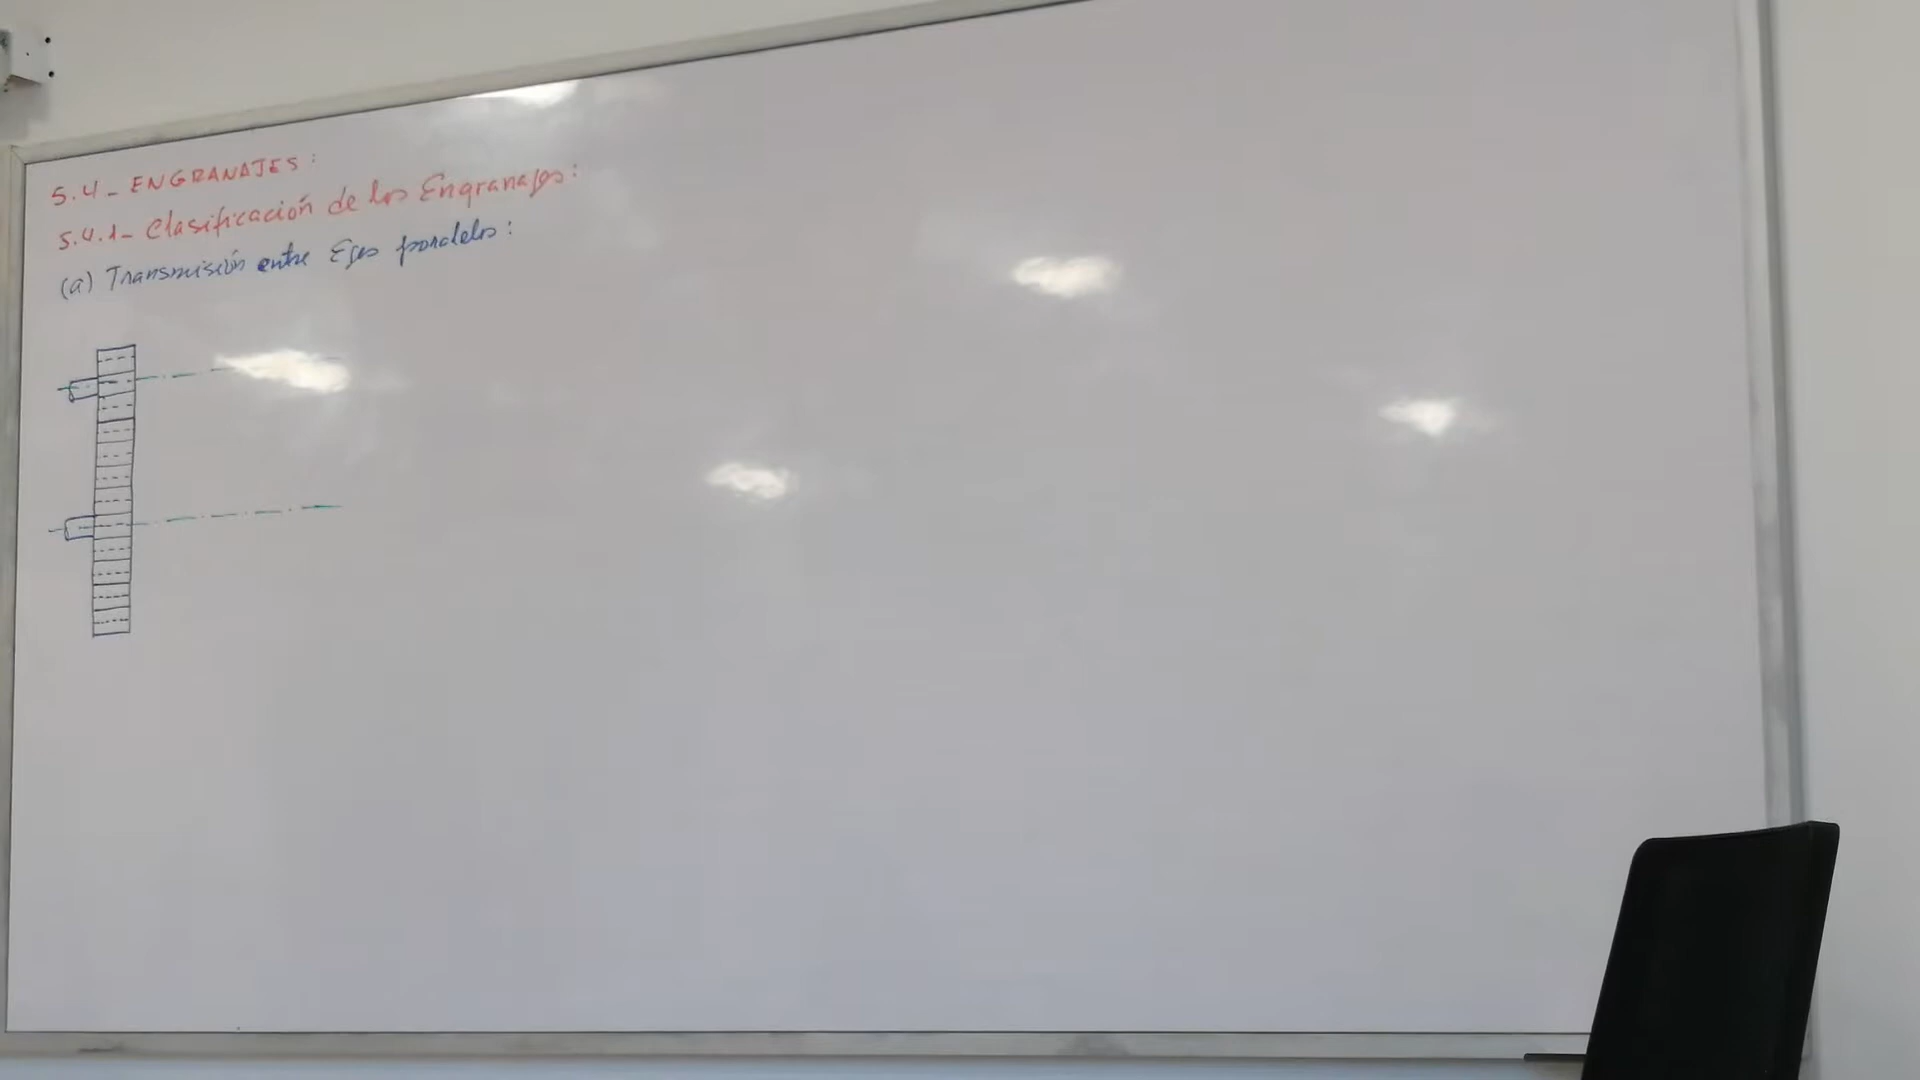 5.4- ENGRANAJES:
5.4.1- Clasificación de los Engranajes:
(a) Transmisión entre Ejes paralelos: